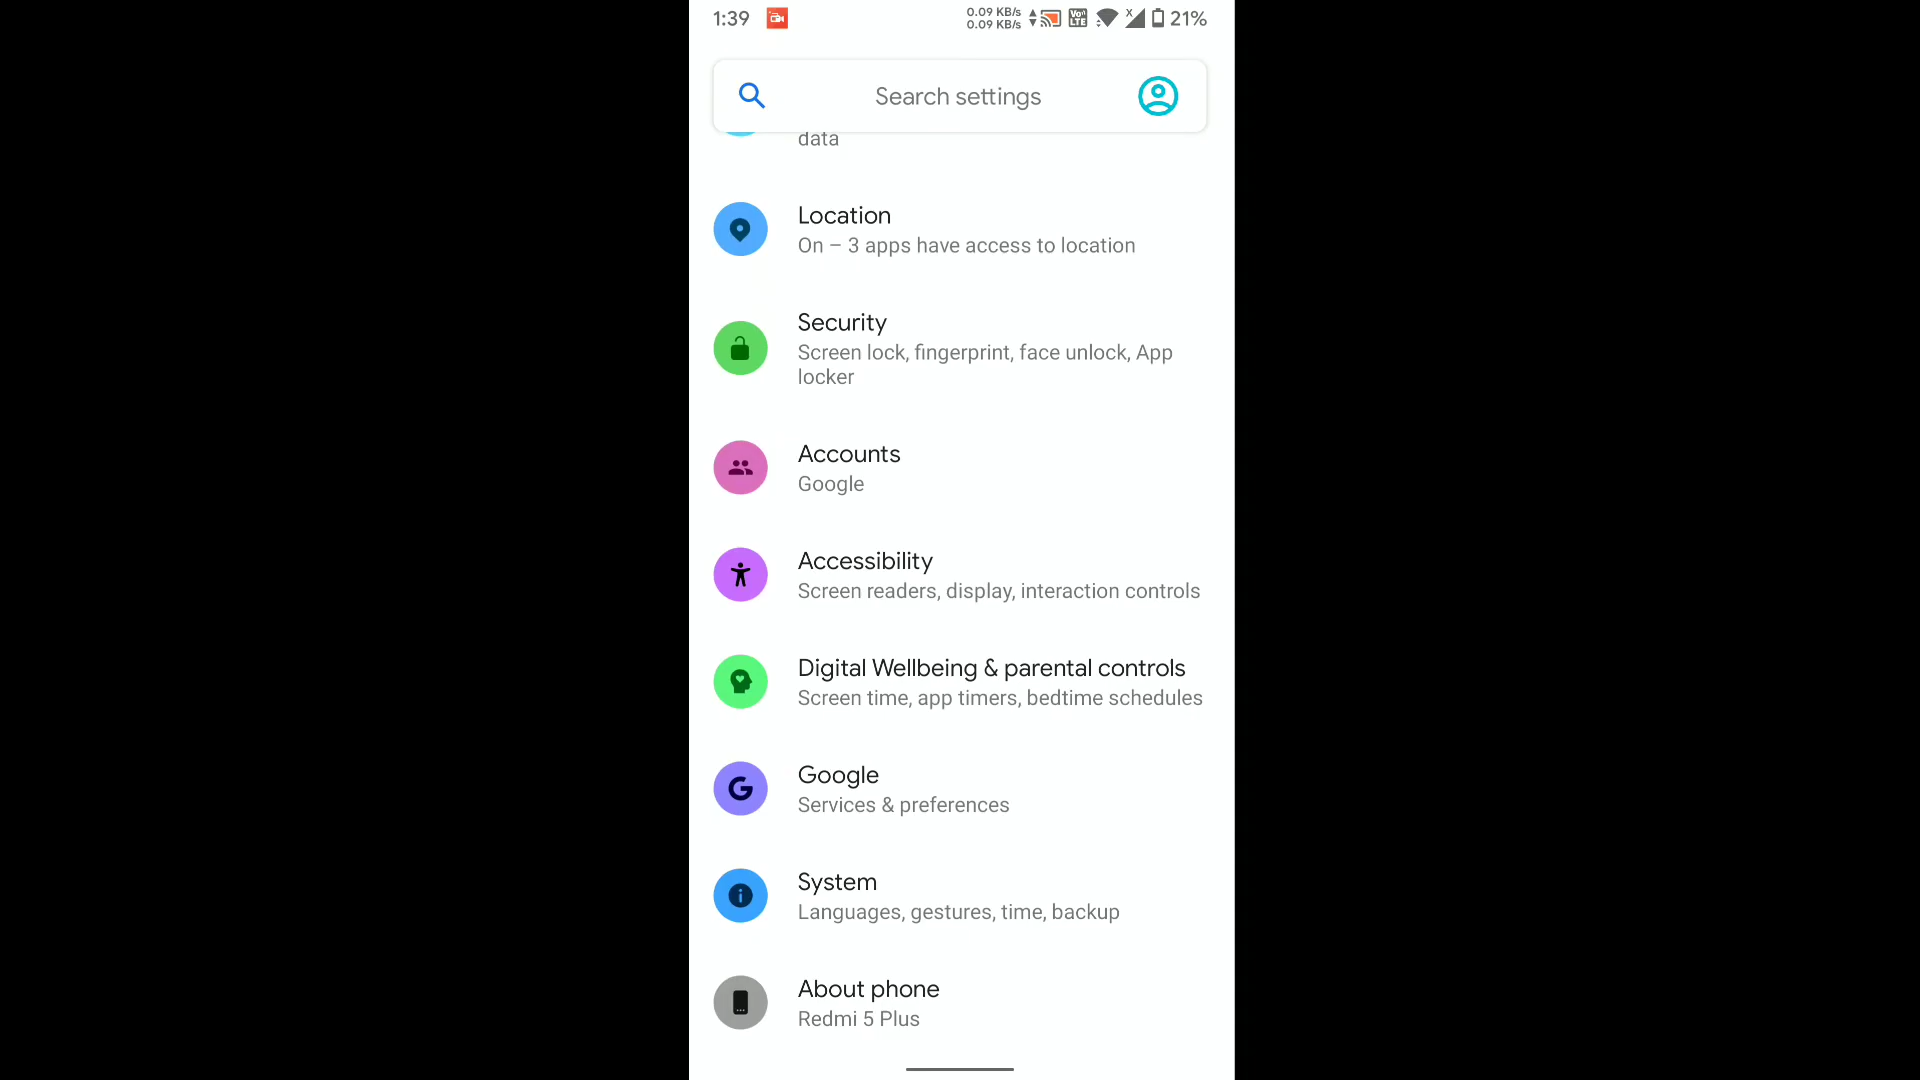 1:39
0.09 KB/s
0.09 KB/s
Vo))
LTE
X
21%
Search settings
data
Location
On – 3 apps have access to location
Security
Screen lock, fingerprint, face unlock, App
locker
Accounts
Google
Accessibility
Screen readers, display, interaction controls
Digital Wellbeing & parental controls
Screen time, app timers, bedtime schedules
G
Google
Services & preferences
System
Languages, gestures, time, backup
About phone
Redmi 5 Plus